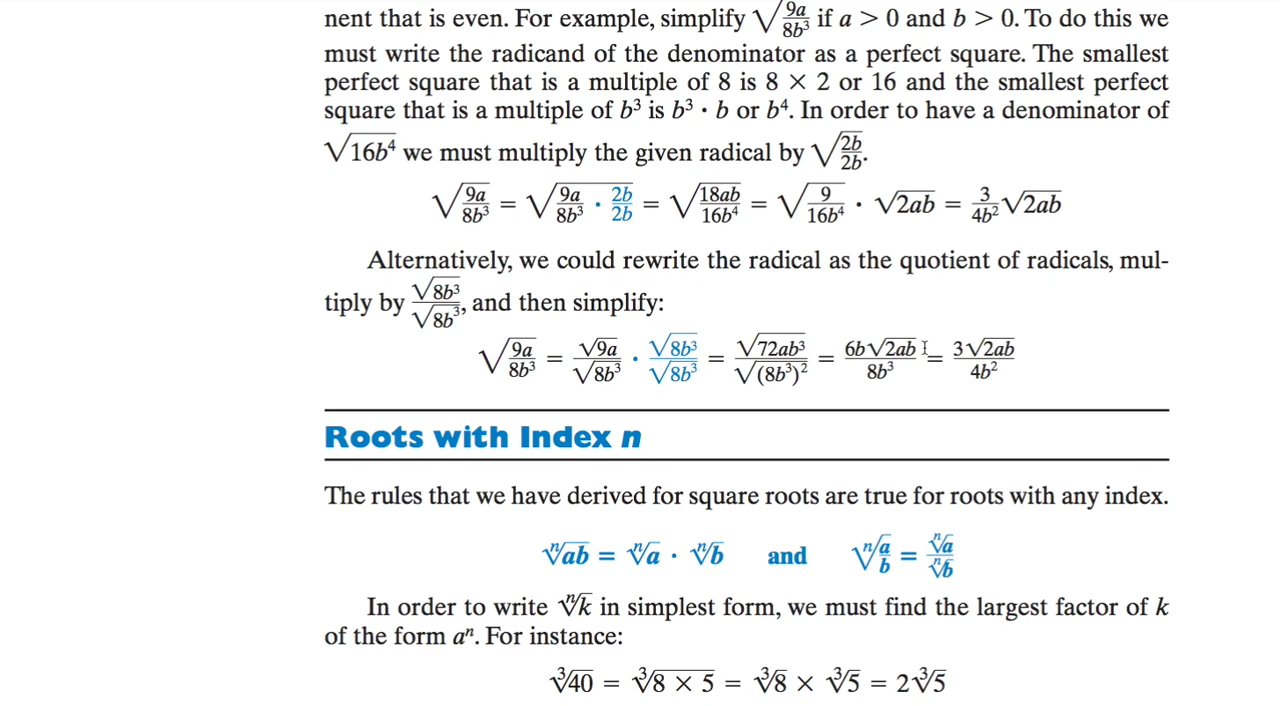 nent that is even. For example, simplify √(9a/8b³) if a > 0 and b > 0. To do this we
must write the radicand of the denominator as a perfect square. The smallest
perfect square that is a multiple of 8 is 8 × 2 or 16 and the smallest perfect
square that is a multiple of b³ is b³ · b or b⁴. In order to have a denominator of
√(16b⁴) we must multiply the given radical by √(2b/2b).
√(9a/8b³) = √(9a/8b³ · 2b/2b) = √(18ab/16b⁴) = √(9/16b⁴) · √(2ab) = 3/4b² √(2ab)
Alternatively, we could rewrite the radical as the quotient of radicals, mul-
tiply by √(8b³)/√(8b³), and then simplify:
√(9a/8b³) = √(9a)/√(8b³) · √(8b³)/√(8b³) = √(72ab³)/√((8b³)²) = 6b√(2ab)/8b³ = 3√(2ab)/4b²
Roots with Index n
The rules that we have derived for square roots are true for roots with any index.
ⁿ√(ab) = ⁿ√a · ⁿ√b and ⁿ√(a/b) = ⁿ√a/ⁿ√b
In order to write ⁿ√k in simplest form, we must find the largest factor of k
of the form aⁿ. For instance:
³√40 = ³√(8 × 5) = ³√8 × ³√5 = 2³√5